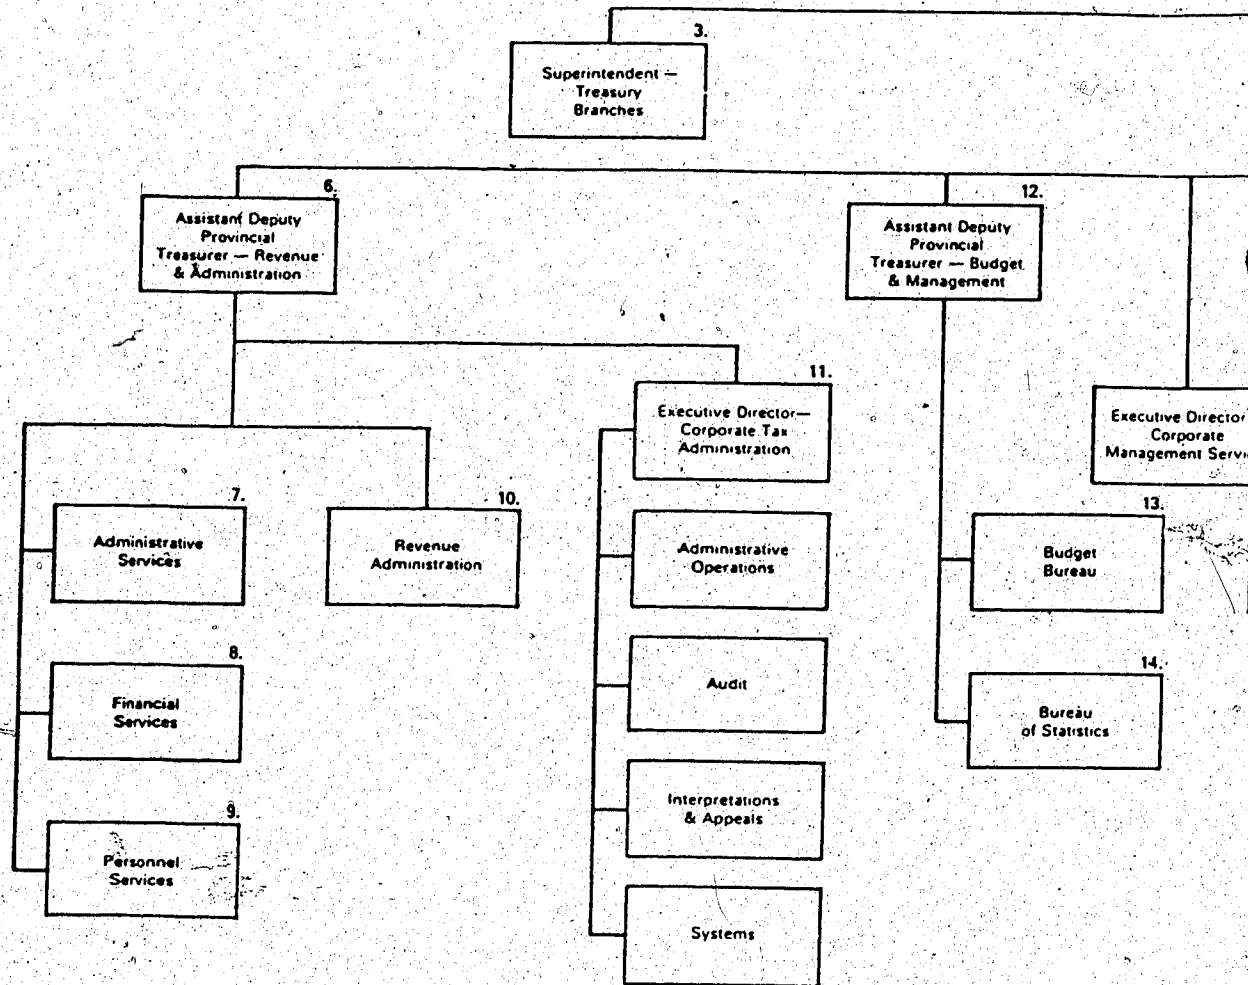 3.
Superintendent —
Treasury
Branches
6.
Assistant Deputy
Provincial
Treasurer — Revenue
& Administration
12.
Assistant Deputy
Provincial
Treasurer — Budget
& Management
11.
Executive Director—
Corporate Tax
Administration
Executive Director
Corporate
Management Servic
7.
Administrative
Services
10.
Revenue
Administration
Administrative
Operations
13.
Budget
Bureau
8.
Financial
Services
Audit
14.
Bureau
of Statistics
Interpretations
& Appeals
9.
Personnel
Services
Systems